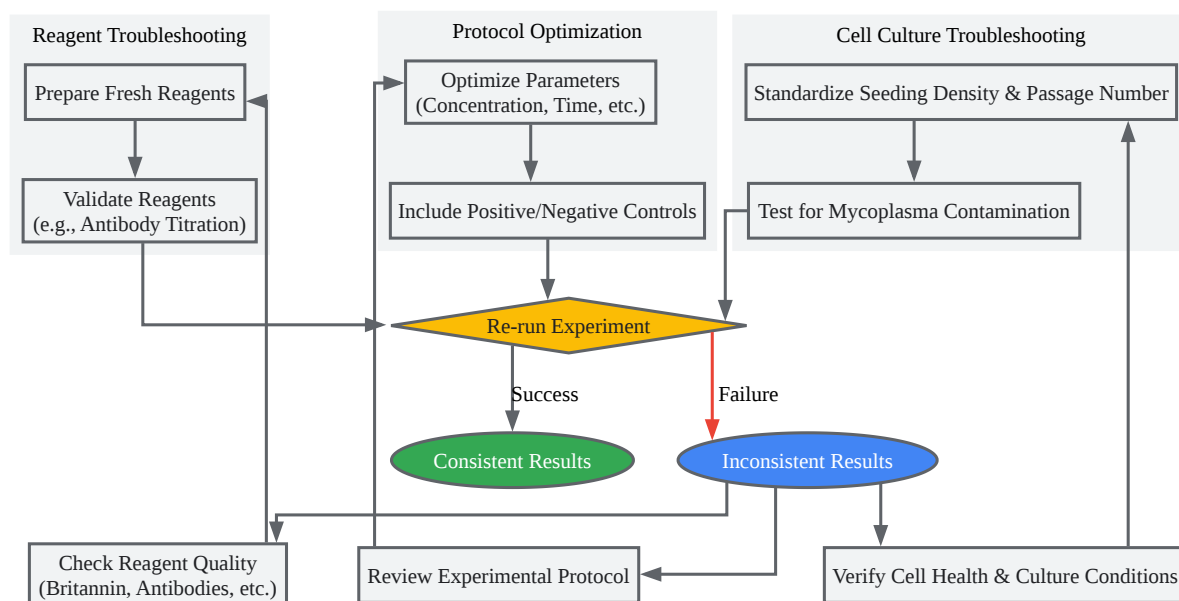 Reagent Troubleshooting
Protocol Optimization
Cell Culture Troubleshooting
Prepare Fresh Reagents
Optimize Parameters
(Concentration, Time, etc.)
Standardize Seeding Density & Passage Number
Validate Reagents
(e.g., Antibody Titration)
Include Positive/Negative Controls
Test for Mycoplasma Contamination
Re-run Experiment
Success
Failure
Consistent Results
Inconsistent Results
Check Reagent Quality
(Britannin, Antibodies, etc.)
Review Experimental Protocol
Verify Cell Health & Culture Conditions